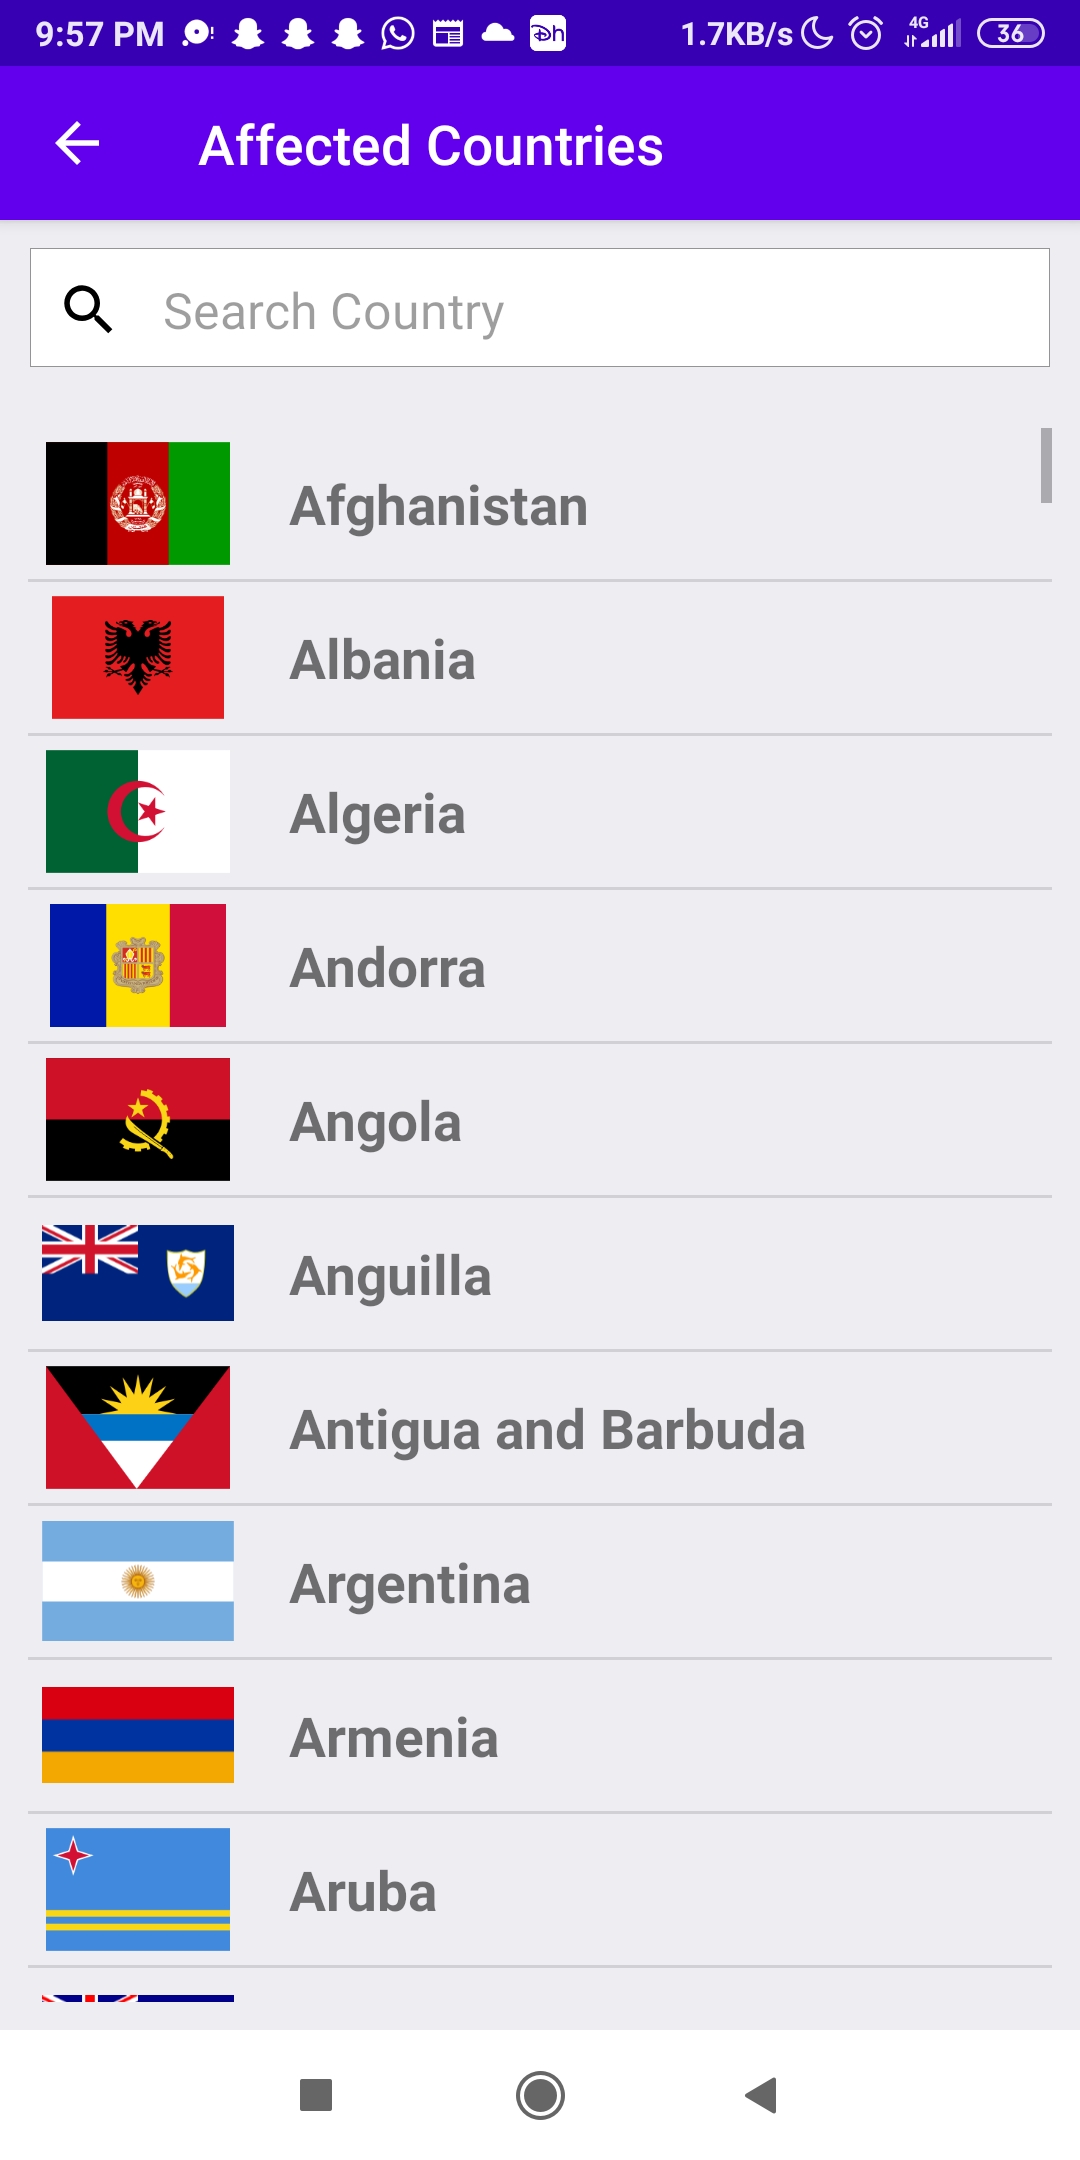 9:57 PM 1.7KB/s 4G 36
Affected Countries
Search Country
Afghanistan
Albania
Algeria
Andorra
Angola
Anguilla
Antigua and Barbuda
Argentina
Armenia
Aruba